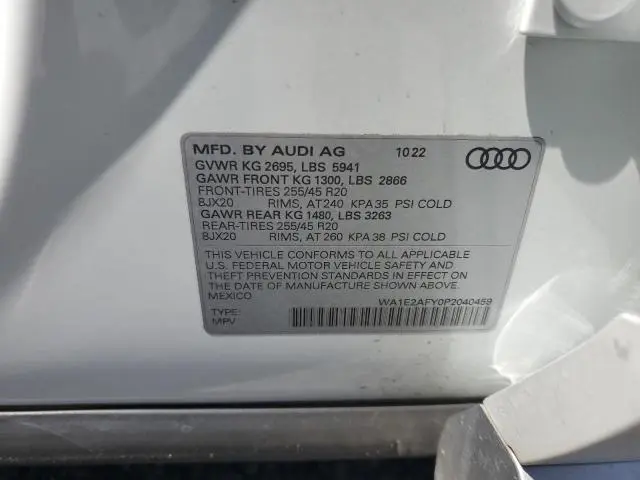 MFD. BY AUDI AG 10 22
GVWR KG 2695, LBS 5941
GAWR FRONT KG 1300, LBS 2866
FRONT-TIRES 255/45 R20
8JX20 RIMS, AT 240 KPA 35 PSI COLD
GAWR REAR KG 1480, LBS 3263
REAR-TIRES 255/45 R20
8JX20 RIMS, AT 260 KPA 38 PSI COLD
THIS VEHICLE CONFORMS TO ALL APPLICABLE
U.S. FEDERAL MOTOR VEHICLE SAFETY AND
THEFT PREVENTION STANDARDS IN EFFECT ON
DATE OF MANUFACTURE SHOWN ABOVE.
MEXICO
WA1E2AFY0P2040459
TYPE:
MPV